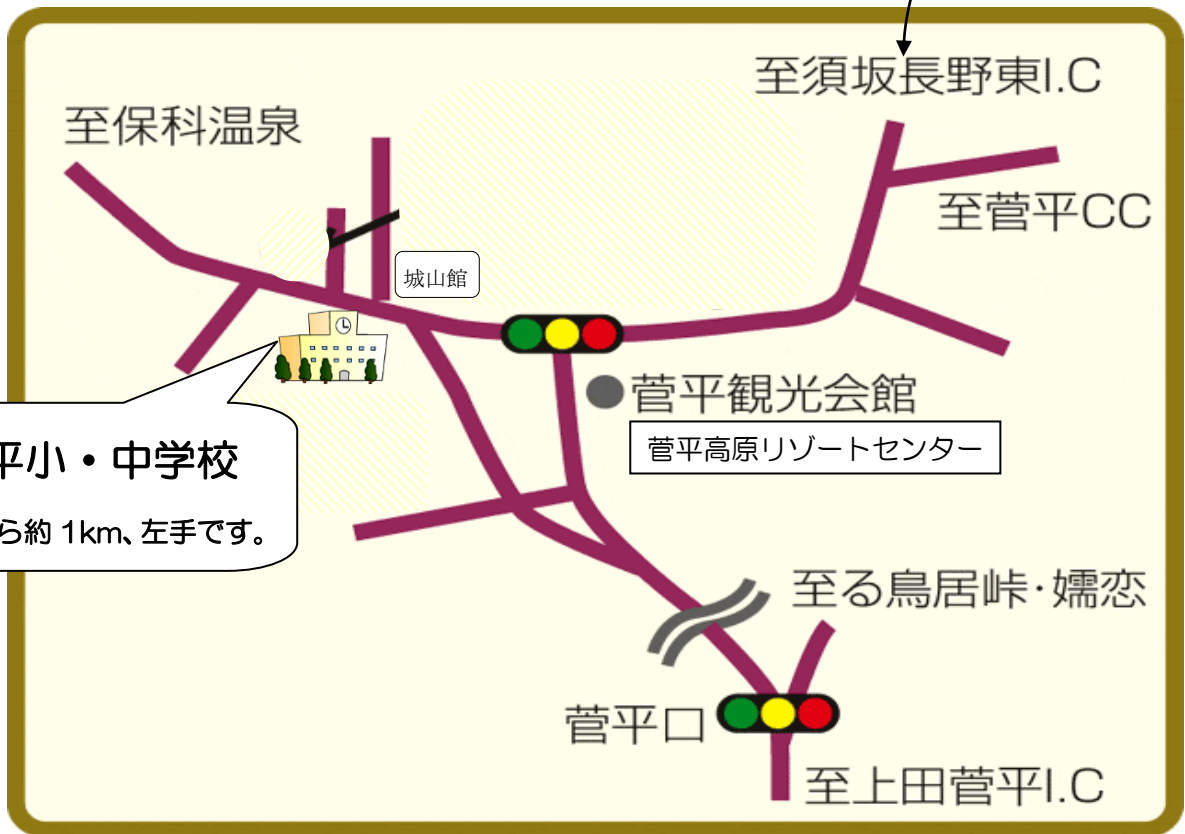 至須坂長野東I.C
至保科温泉
至菅平CC
城山館
菅平観光会館
菅平高原リゾートセンター
平小・中学校
ら約 1km、左手です。
至る鳥居峠・嬬恋
菅平口
至上田菅平I.C